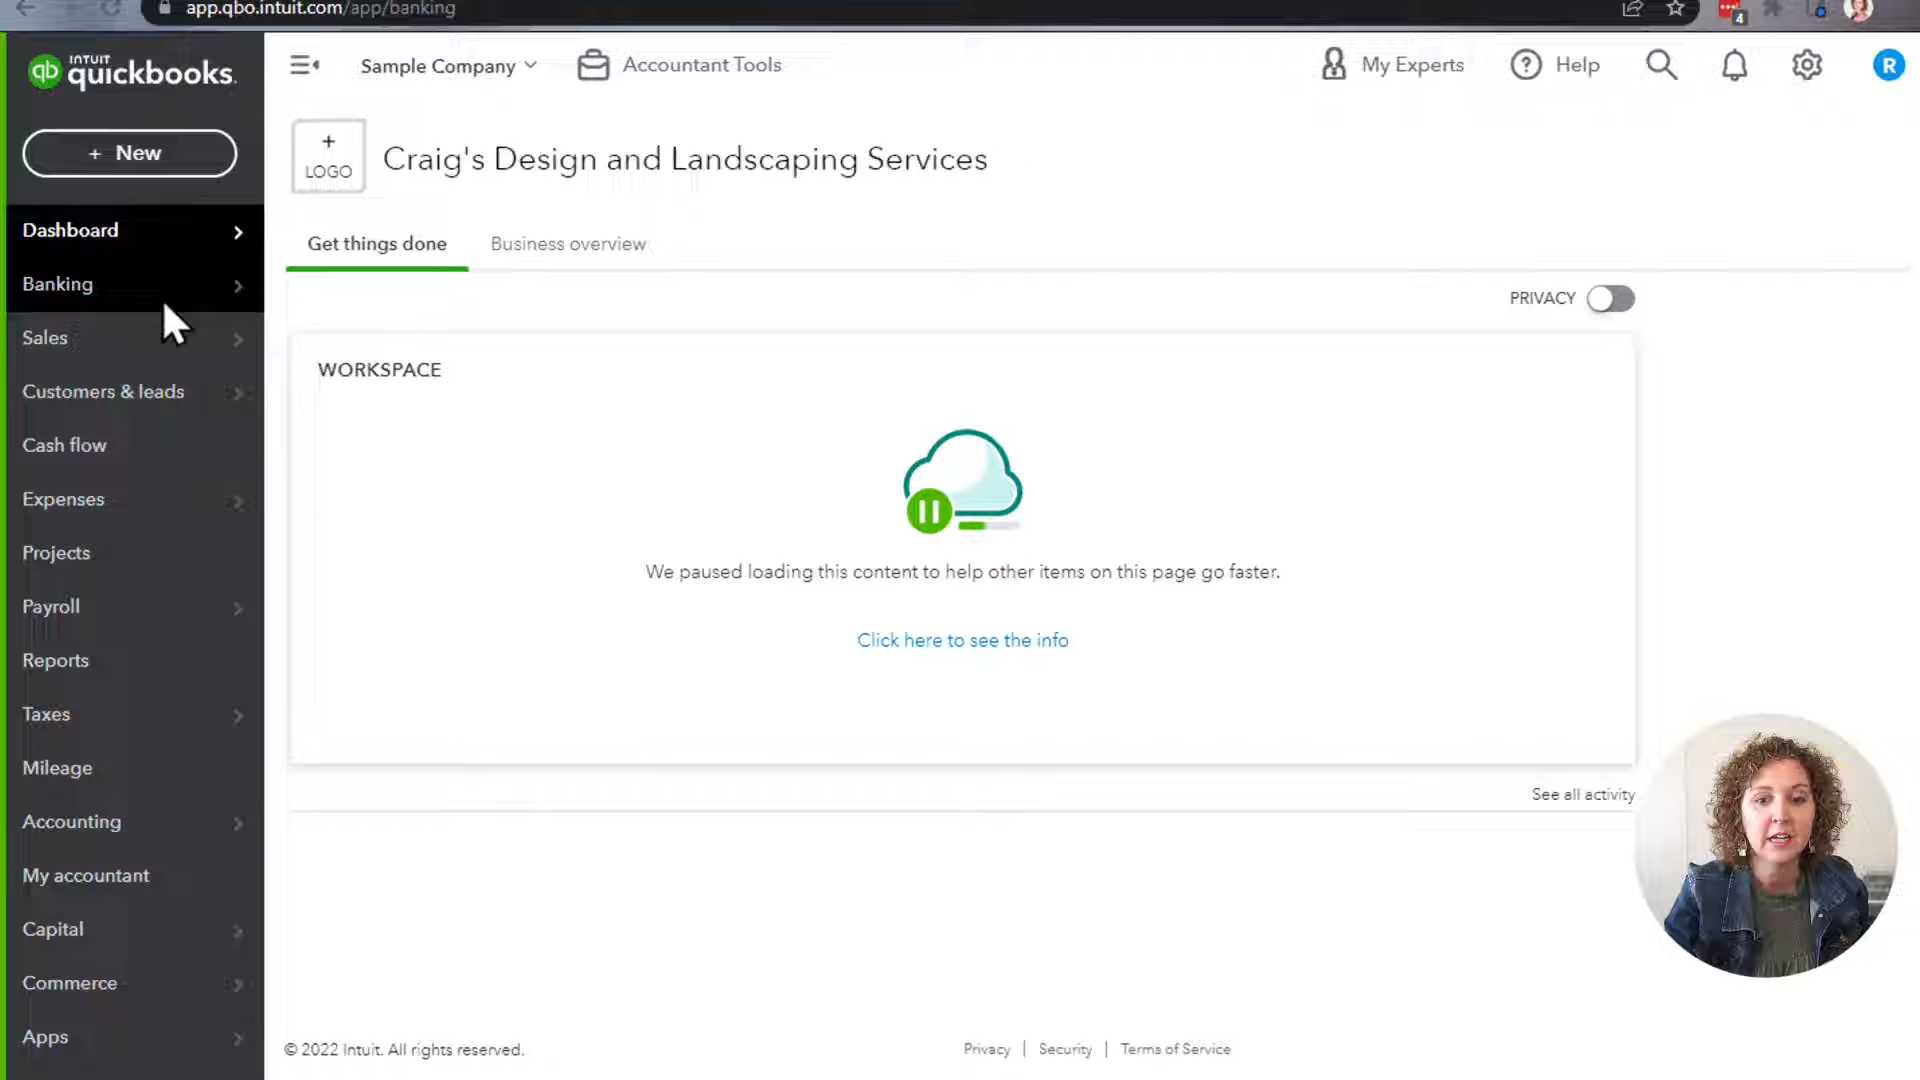 app.qbo.intuit.com/app/banking
4
INTUIT
qb quickbooks.
Sample Company
Accountant Tools
My Experts
? Help
R
+ New
+
LOGO
Craig's Design and Landscaping Services
Dashboard
Banking
Sales
Customers & leads
Cash flow
Expenses
Projects
Payroll
Reports
Taxes
Mileage
Accounting
My accountant
Capital
Commerce
Apps
Get things done
Business overview
PRIVACY
WORKSPACE
We paused loading this content to help other items on this page go faster.
Click here to see the info
See all activity
© 2022 Intuit. All rights reserved.
Privacy | Security | Terms of Service